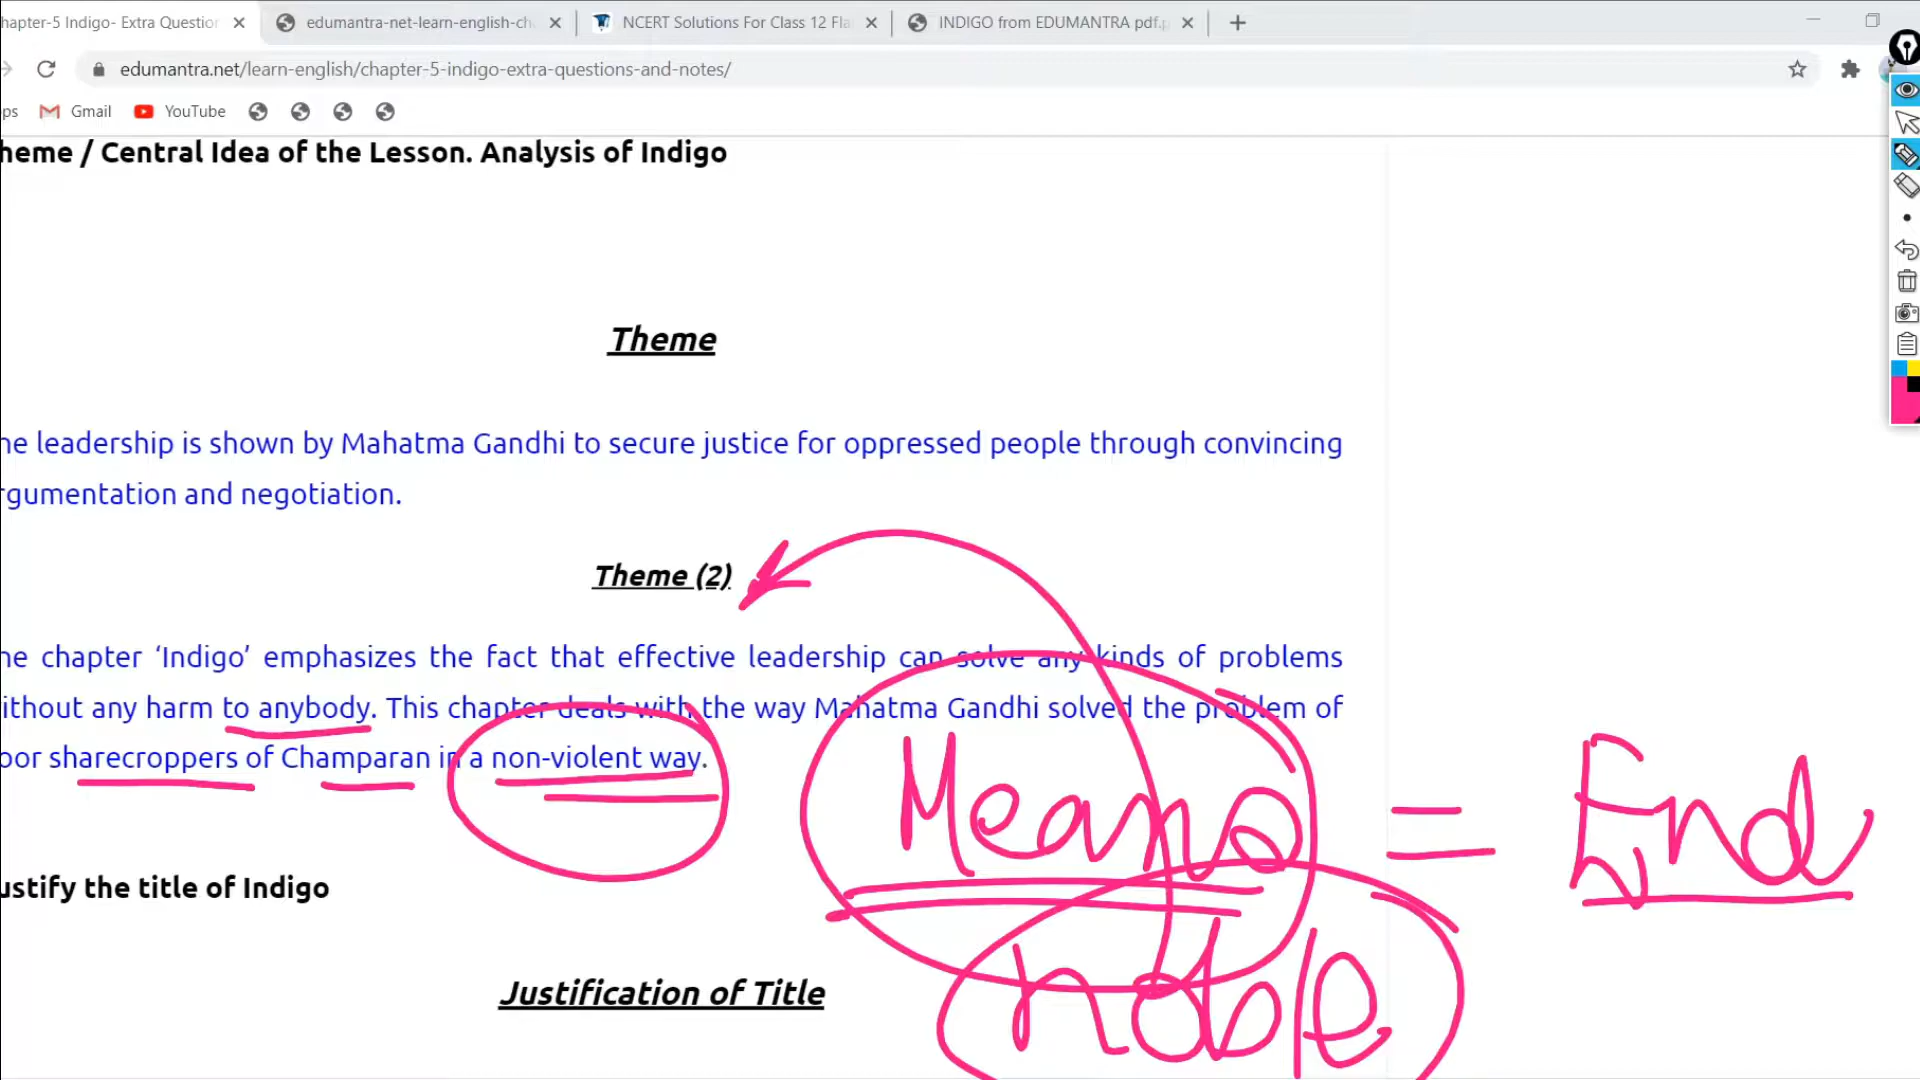 hapter-5 Indigo- Extra Question
edumantra-net-learn-english-ch
NCERT Solutions For Class 12 Fla
INDIGO from EDUMANTRA pdf.p
edumantra.net/learn-english/chapter-5-indigo-extra-questions-and-notes/
ps Gmail YouTube
heme / Central Idea of the Lesson. Analysis of Indigo
Theme
he leadership is shown by Mahatma Gandhi to secure justice for oppressed people through convincing
rgumentation and negotiation.
Theme (2)
he chapter ‘Indigo’ emphasizes the fact that effective leadership can solve any kinds of problems
ithout any harm to anybody. This chapter deals with the way Mahatma Gandhi solved the problem of
oor sharecroppers of Champaran in a non-violent way.
Means = End
ustify the title of Indigo
noble
Justification of Title